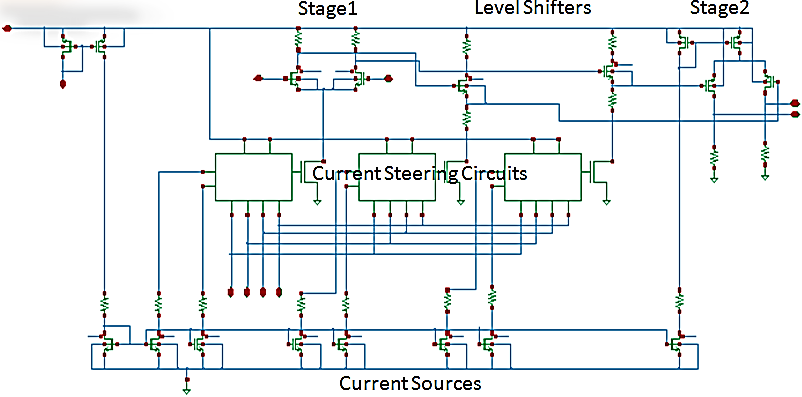 Stage1
Level Shifters
Stage2
Current Steering Circuits
Current Sources